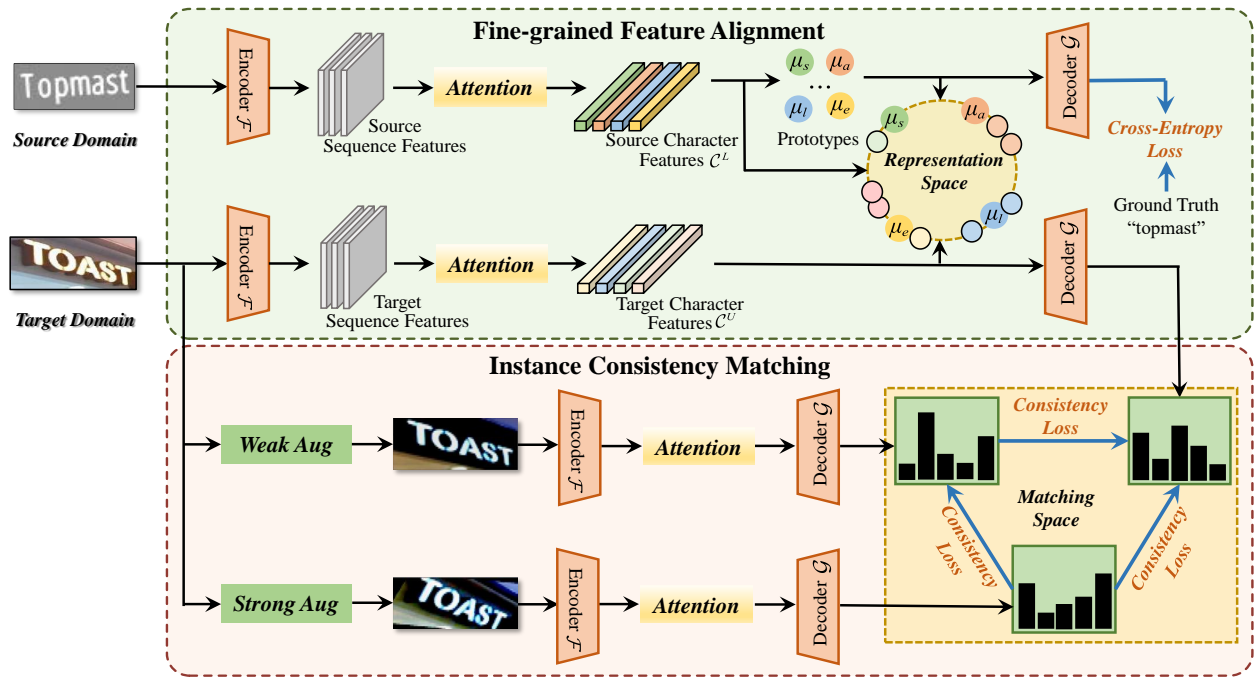 Fine-grained Feature Alignment
Topmast
Source Domain
Encoder ℱ
Source
Sequence Features
Attention
Source Character
Features 𝒞^L
μ_s μ_a
...
μ_l μ_e
Prototypes
μ_s μ_a
Representation
Space
μ_e μ_l
Decoder 𝒢
Cross-Entropy
Loss
Ground Truth
“topmast”
TOAST
Target Domain
Encoder ℱ
Target
Sequence Features
Attention
Target Character
Features 𝒞^U
Decoder 𝒢
Instance Consistency Matching
Weak Aug
TOAST
Encoder ℱ
Attention
Decoder 𝒢
Consistency
Loss
Matching
Space
Consistency
Loss
Consistency
Loss
Strong Aug
TOAST
Encoder ℱ
Attention
Decoder 𝒢